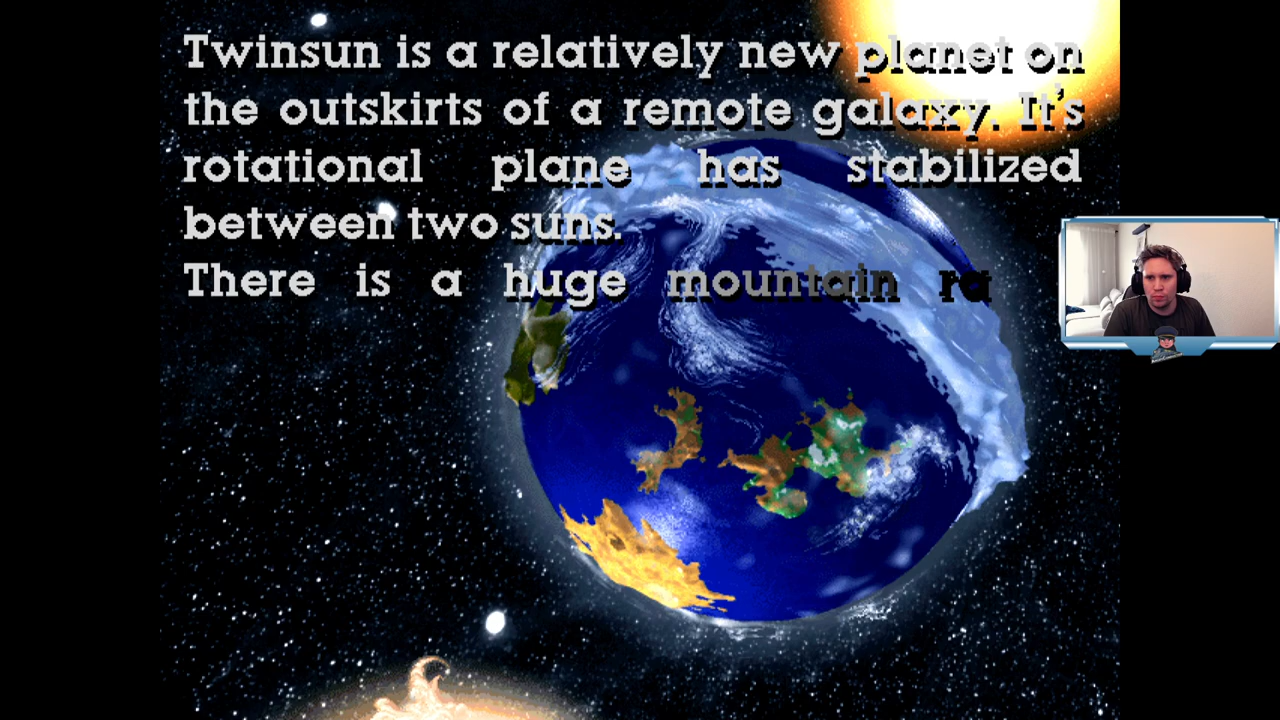 Twinsun is a relatively new planet on
the outskirts of a remote galaxy. It's
rotational plane has stabilized
between two suns.
There is a huge mountain ra